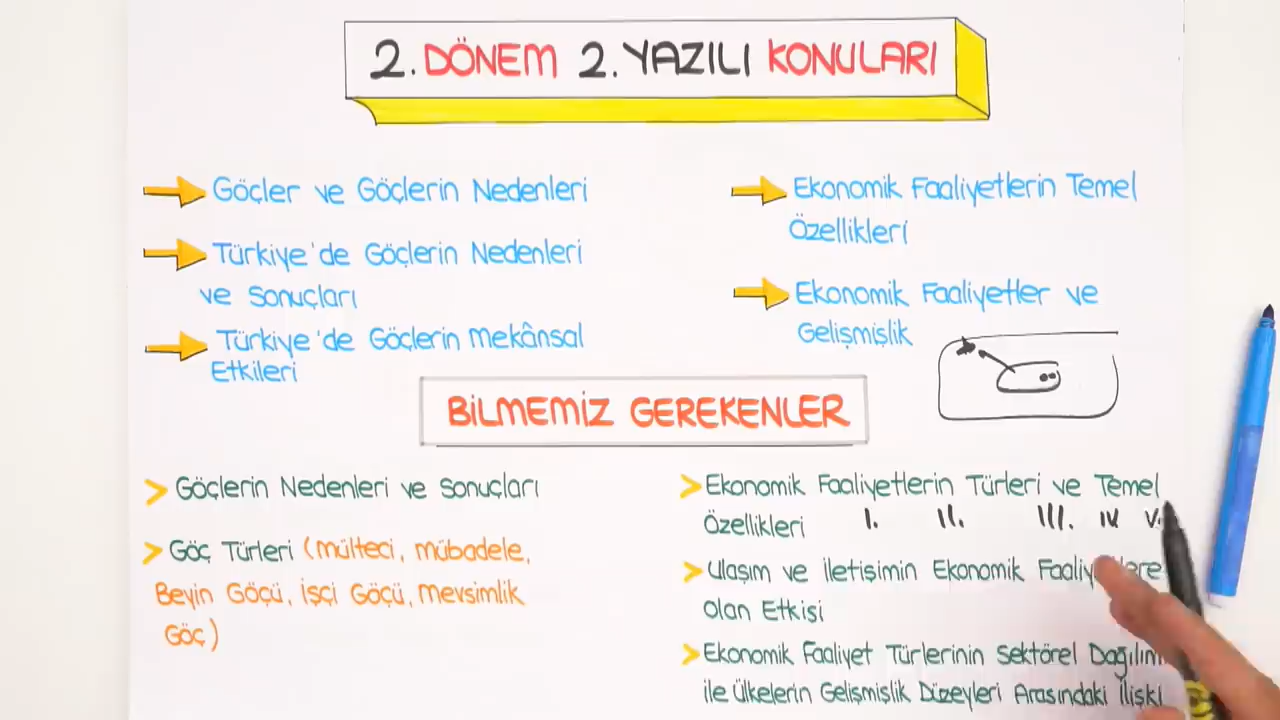 2. DÖNEM 2. YAZILI KONULARI
Göçler ve Göçlerin Nedenleri
Türkiye'de Göçlerin Nedenleri
ve Sonuçları
Türkiye'de Göçlerin Mekânsal
Etkileri
Ekonomik Faaliyetlerin Temel
Özellikleri
Ekonomik Faaliyetler ve
Gelişmişlik
BİLMEMİZ GEREKENLER
Göçlerin Nedenleri ve Sonuçları
Göç Türleri (mülteci, mübadele,
Beyin Göçü, İşçi Göçü, Mevsimlik
Göç)
Ekonomik Faaliyetlerin Türleri ve Temel
Özellikleri I. II. III. IV V.
Ulaşım ve İletişimin Ekonomik
Olan Etkisi
Ekonomik Faaliyet Türlerinin Sektörel
ile Ülkelerin Gelişmişlik Düzeyleri Arasındaki İlişki